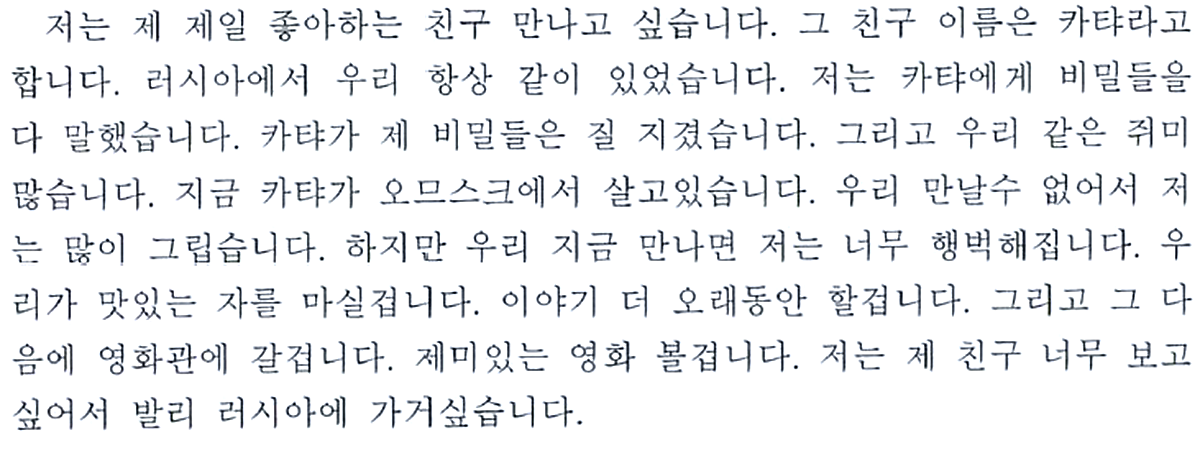 저는 제 제일 좋아하는 친구 만나고 싶습니다. 그 친구 이름은 카탸라고
합니다. 러시아에서 우리 항상 같이 있었습니다. 저는 카탸에게 비밀들을
다 말했습니다. 카탸가 제 비밀들은 질 지켰습니다. 그리고 우리 같은 쥐미
많습니다. 지금 카탸가 오므스크에서 살고있습니다. 우리 만날수 없어서 저
는 많이 그립습니다. 하지만 우리 지금 만나면 저는 너무 행벅해집니다. 우
리가 맛있는 자를 마실겁니다. 이야기 더 오래동안 할겁니다. 그리고 그 다
음에 영화관에 갈겁니다. 제미있는 영화 볼겁니다. 저는 제 친구 너무 보고
싶어서 발리 러시아에 가거싶습니다.